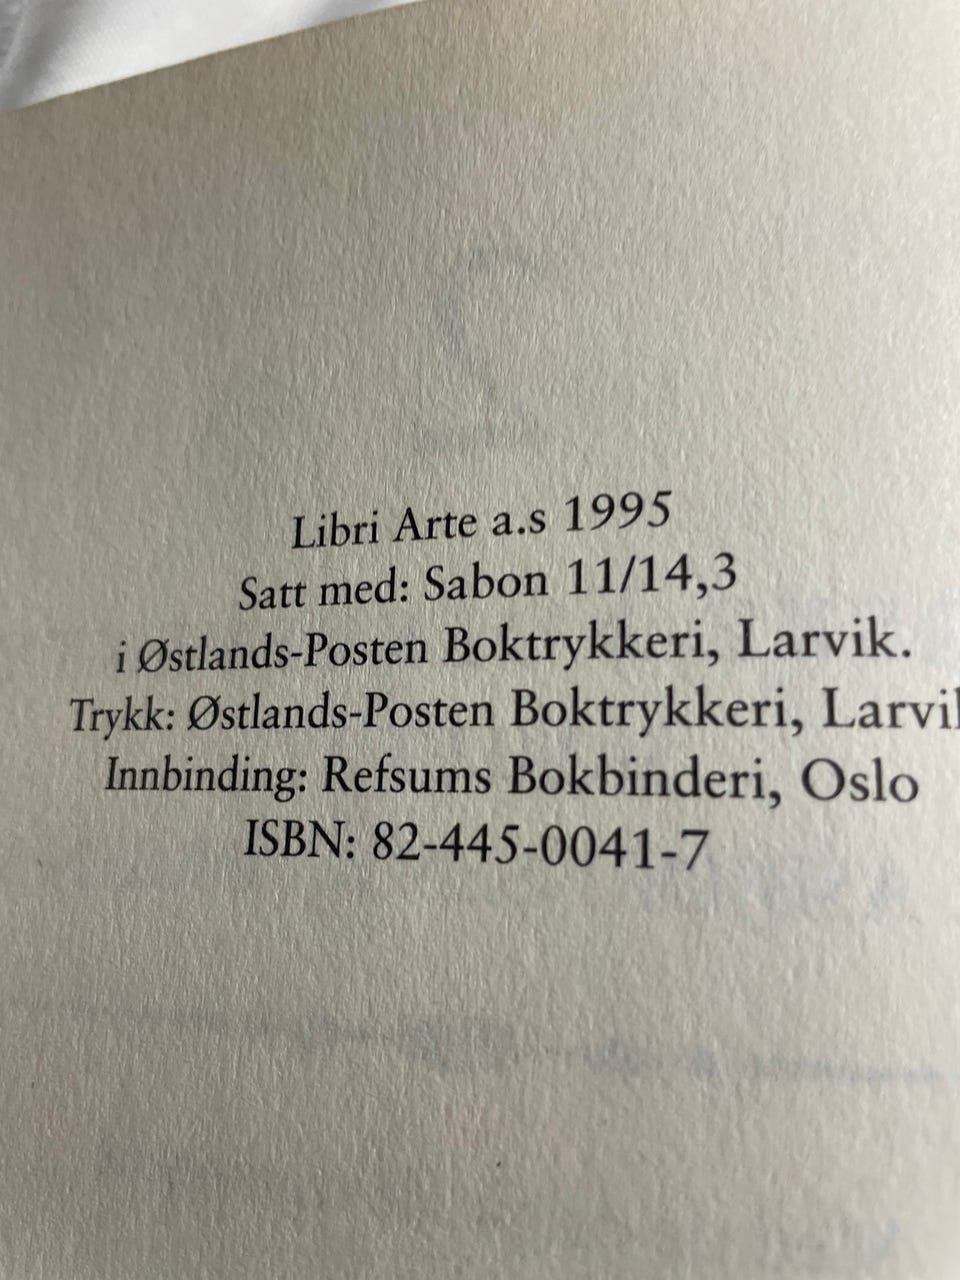 Libri Arte a.s 1995
Satt med: Sabon 11/14,3
i Østlands-Posten Boktrykkeri, Larvik.
Trykk: Østlands-Posten Boktrykkeri,
Innbinding: Refsums Bokbinderi, Oslo
ISBN: 82-445-0041-7